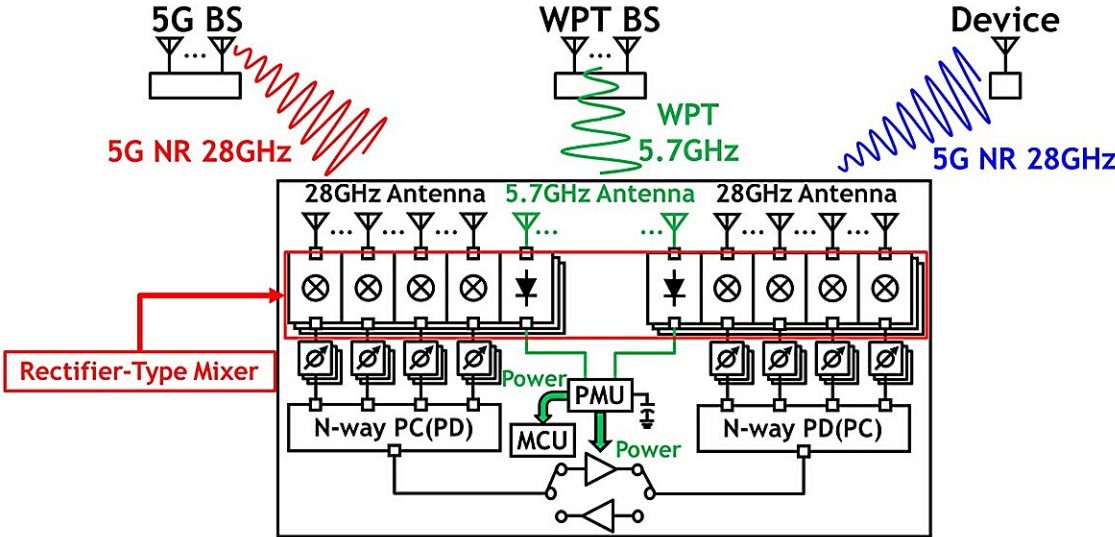 5G BS
WPT BS
Device
5G NR 28GHz
WPT
5.7GHz
5G NR 28GHz
28GHz Antenna
5.7GHz Antenna
28GHz Antenna
Rectifier-Type Mixer
Power
PMU
N-way PC(PD)
MCU
Power
N-way PD(PC)